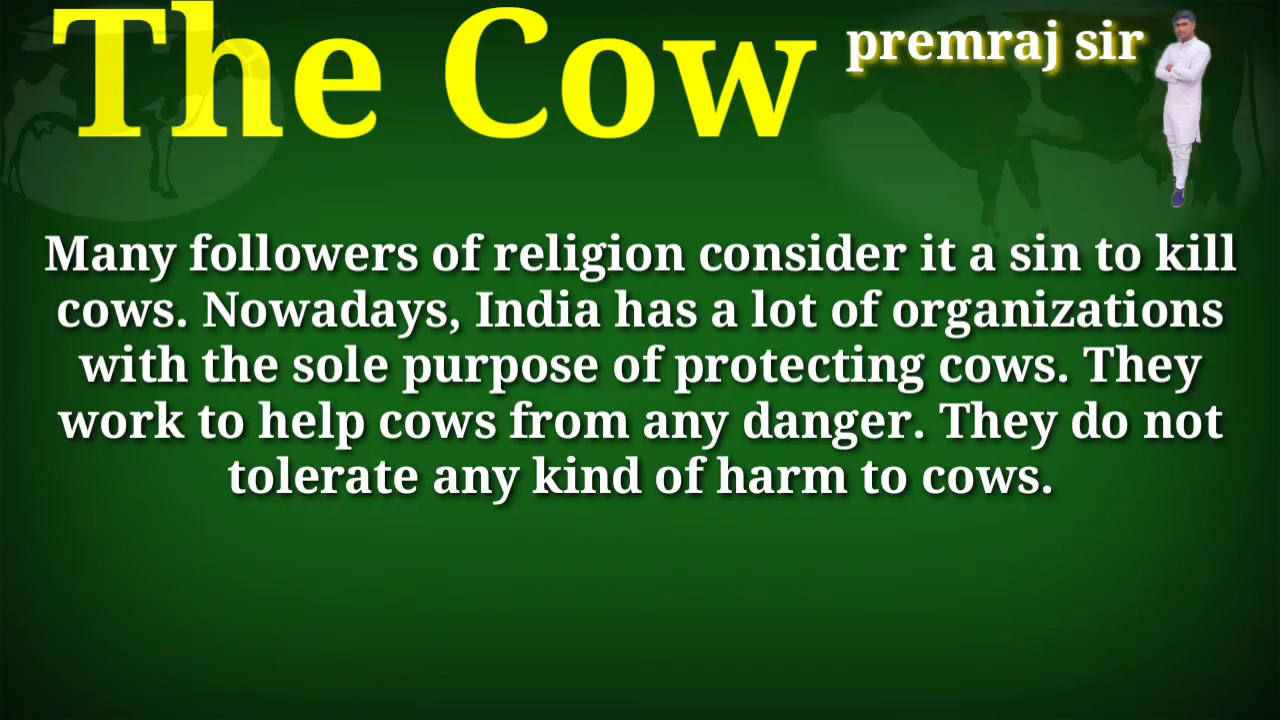 The Cow
premraj sir
Many followers of religion consider it a sin to kill
cows. Nowadays, India has a lot of organizations
with the sole purpose of protecting cows. They
work to help cows from any danger. They do not
tolerate any kind of harm to cows.